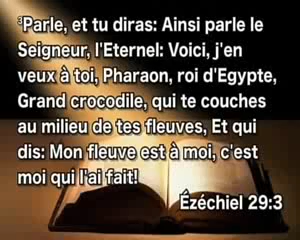 ³Parle, et tu diras: Ainsi parle le
Seigneur, l'Eternel: Voici, j'en
veux à toi, Pharaon, roi d'Egypte,
Grand crocodile, qui te couches
au milieu de tes fleuves, Et qui
dis: Mon fleuve est à moi, c'est
moi qui l'ai fait!
Ézéchiel 29:3